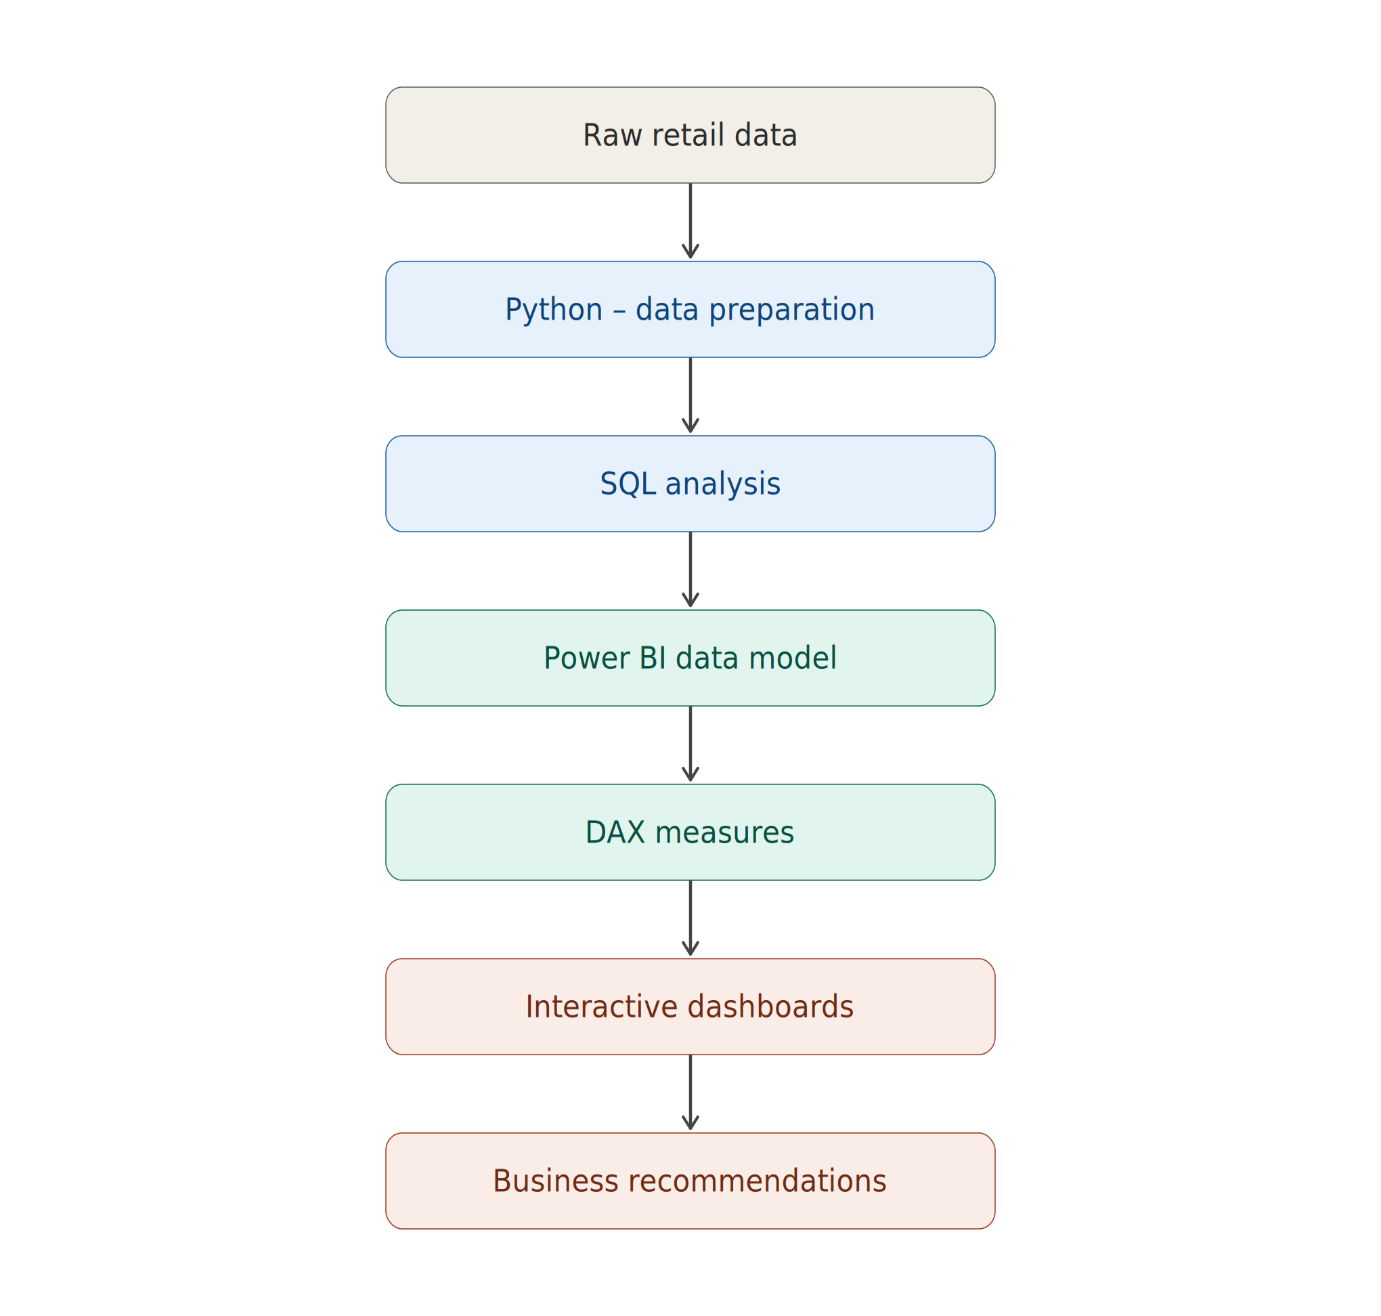 Raw retail data
Python – data preparation
SQL analysis
Power BI data model
DAX measures
Interactive dashboards
Business recommendations